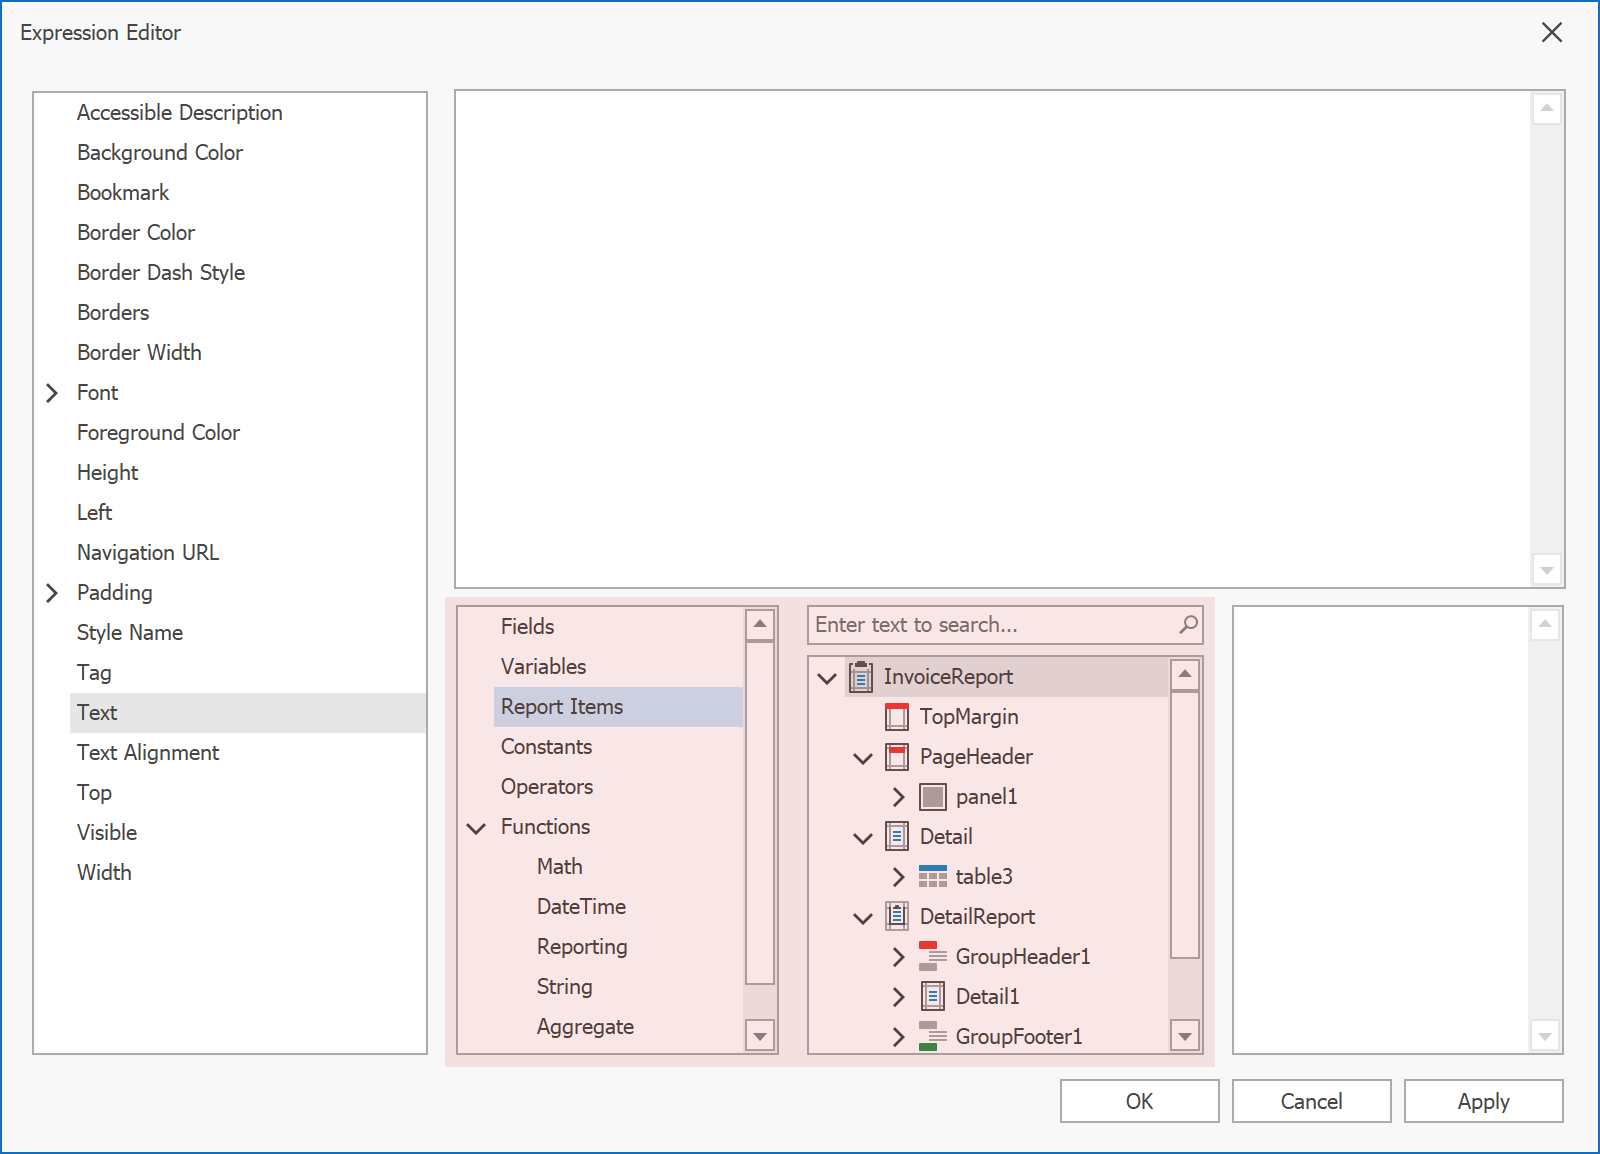 Expression Editor
Accessible Description
Background Color
Bookmark
Border Color
Border Dash Style
Borders
Border Width
Font
Foreground Color
Height
Left
Navigation URL
Padding
Style Name
Tag
Text
Text Alignment
Top
Visible
Width
Fields
Variables
Report Items
Constants
Operators
Functions
Math
DateTime
Reporting
String
Aggregate
Enter text to search...
InvoiceReport
TopMargin
PageHeader
panel1
Detail
table3
DetailReport
GroupHeader1
Detail1
GroupFooter1
OK
Cancel
Apply